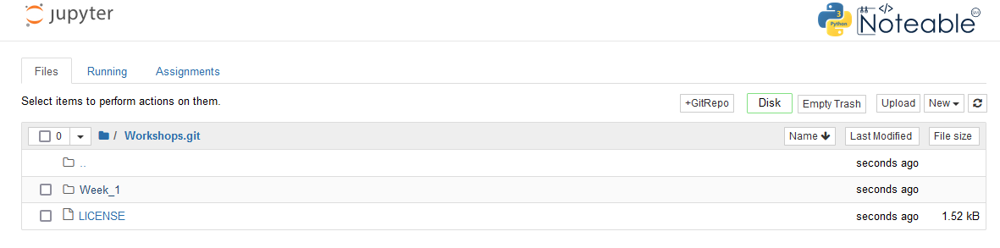 jupyter
3
Python
</>
Noteable
SM
Files Running Assignments
Select items to perform actions on them.
+GitRepo Disk Empty Trash Upload New
0 / Workshops.git Name Last Modified File size
.. seconds ago
Week_1 seconds ago
LICENSE seconds ago 1.52 kB